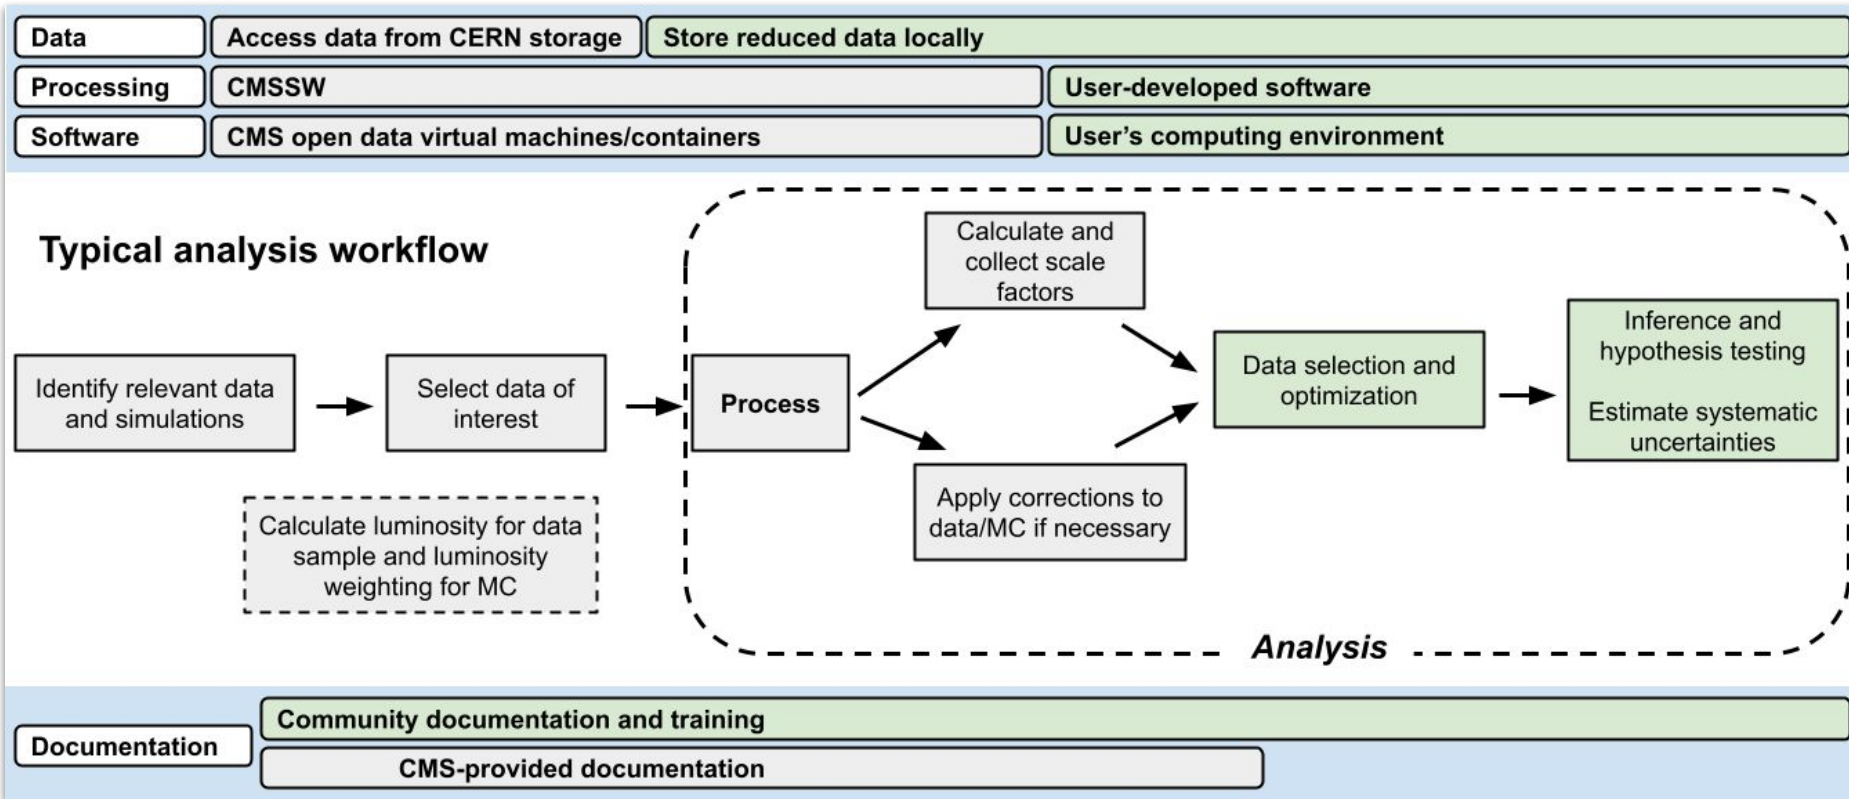 Data
Access data from CERN storage
Store reduced data locally
Processing
CMSSW
User-developed software
Software
CMS open data virtual machines/containers
User's computing environment
Typical analysis workflow
Identify relevant data
and simulations
Select data of
interest
Calculate luminosity for data
sample and luminosity
weighting for MC
Process
Calculate and
collect scale
factors
Apply corrections to
data/MC if necessary
Data selection and
optimization
Inference and
hypothesis testing
Estimate systematic
uncertainties
Analysis
Documentation
Community documentation and training
CMS-provided documentation